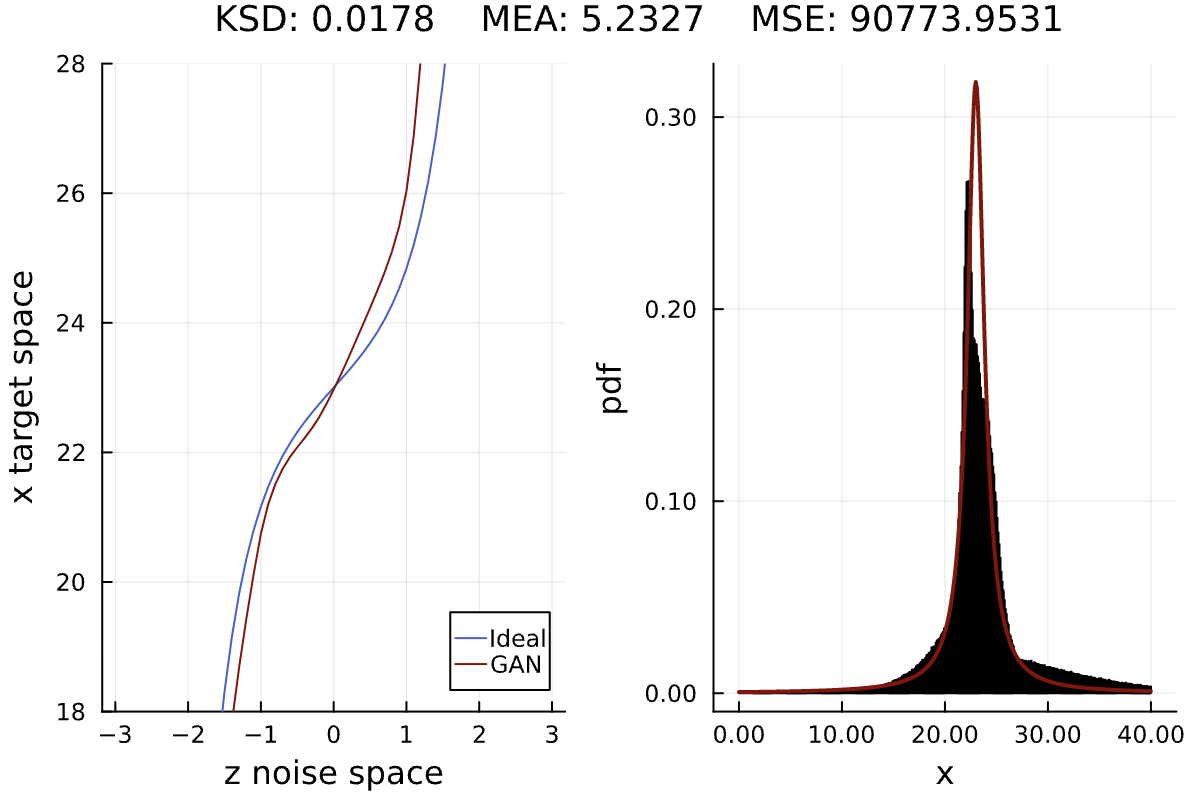 KSD: 0.0178 MEA: 5.2327 MSE: 90773.9531
x target space
28
26
24
22
20
18
−3 −2 −1 0 1 2 3
z noise space
Ideal
GAN
pdf
0.30
0.20
0.10
0.00
0.00 10.00 20.00 30.00 40.00
x